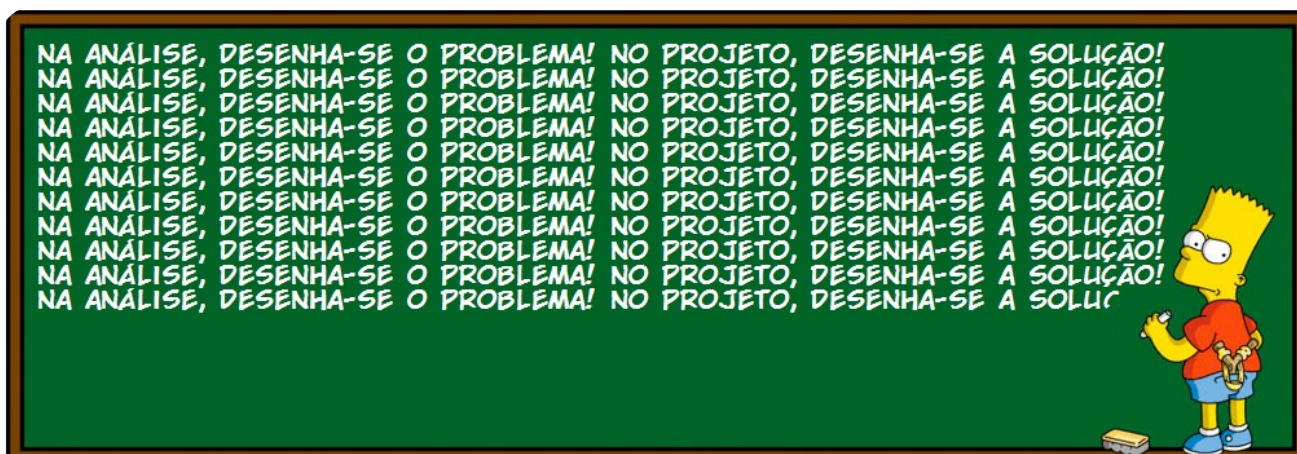 NA ANÁLISE, DESENHA-SE O PROBLEMA! NO PROJETO, DESENHA-SE A SOLUÇÃO!
NA ANÁLISE, DESENHA-SE O PROBLEMA! NO PROJETO, DESENHA-SE A SOLUÇÃO!
NA ANÁLISE, DESENHA-SE O PROBLEMA! NO PROJETO, DESENHA-SE A SOLUÇÃO!
NA ANÁLISE, DESENHA-SE O PROBLEMA! NO PROJETO, DESENHA-SE A SOLUÇÃO!
NA ANÁLISE, DESENHA-SE O PROBLEMA! NO PROJETO, DESENHA-SE A SOLUÇÃO!
NA ANÁLISE, DESENHA-SE O PROBLEMA! NO PROJETO, DESENHA-SE A SOLUÇÃO!
NA ANÁLISE, DESENHA-SE O PROBLEMA! NO PROJETO, DESENHA-SE A SOLUÇÃO!
NA ANÁLISE, DESENHA-SE O PROBLEMA! NO PROJETO, DESENHA-SE A SOLUÇÃO!
NA ANÁLISE, DESENHA-SE O PROBLEMA! NO PROJETO, DESENHA-SE A SOLUÇÃO!
NA ANÁLISE, DESENHA-SE O PROBLEMA! NO PROJETO, DESENHA-SE A SOLUÇÃO!
NA ANÁLISE, DESENHA-SE O PROBLEMA! NO PROJETO, DESENHA-SE A SOLUC